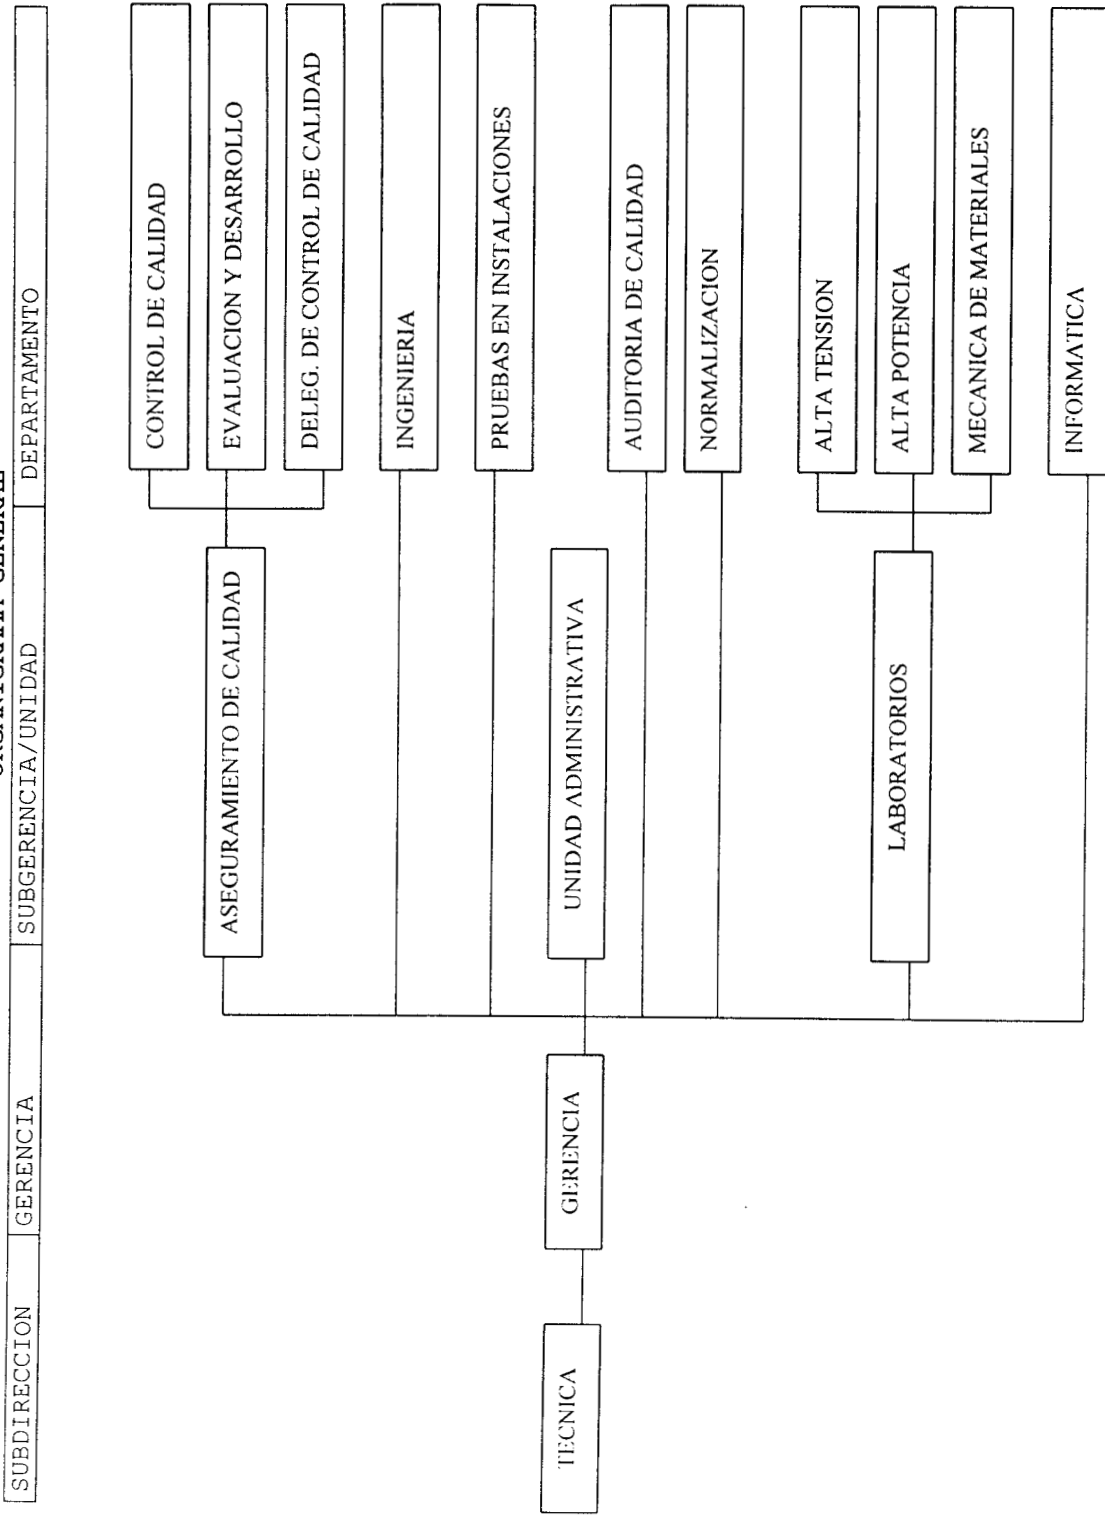 ORGANIGRAMA GENERAL
SUBDIRECCION GERENCIA SUBGERENCIA/UNIDAD DEPARTAMENTO
CONTROL DE CALIDAD
ASEGURAMIENTO DE CALIDAD EVALUACION Y DESARROLLO
DELEG. DE CONTROL DE CALIDAD
INGENIERIA
PRUEBAS EN INSTALACIONES
TECNICA GERENCIA UNIDAD ADMINISTRATIVA
AUDITORIA DE CALIDAD
NORMALIZACION
ALTA TENSION
LABORATORIOS ALTA POTENCIA
MECANICA DE MATERIALES
INFORMATICA